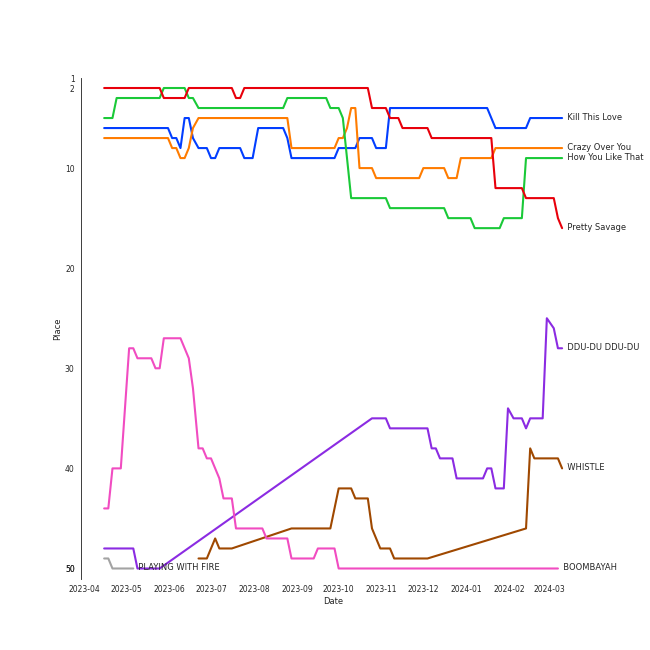 1
2
Kill This Love
Crazy Over You
How You Like That
10
Pretty Savage
20
Place
DDU-DU DDU-DU
30
WHISTLE
40
50
PLAYING WITH FIRE
BOOMBAYAH
2023-04 2023-05 2023-06 2023-07 2023-08 2023-09 2023-10 2023-11 2023-12 2024-01 2024-02 2024-03
Date